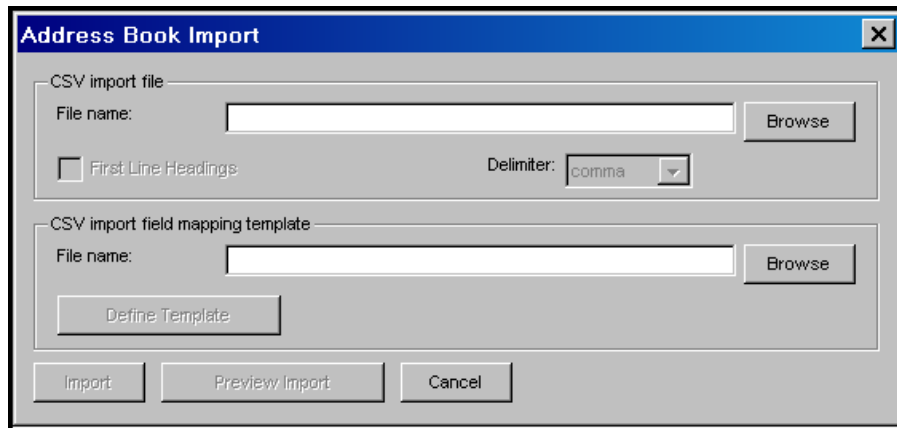 Address Book Import
CSV import file
File name:
Browse
First Line Headings
Delimiter: comma
CSV import field mapping template
File name:
Browse
Define Template
Import Preview Import Cancel